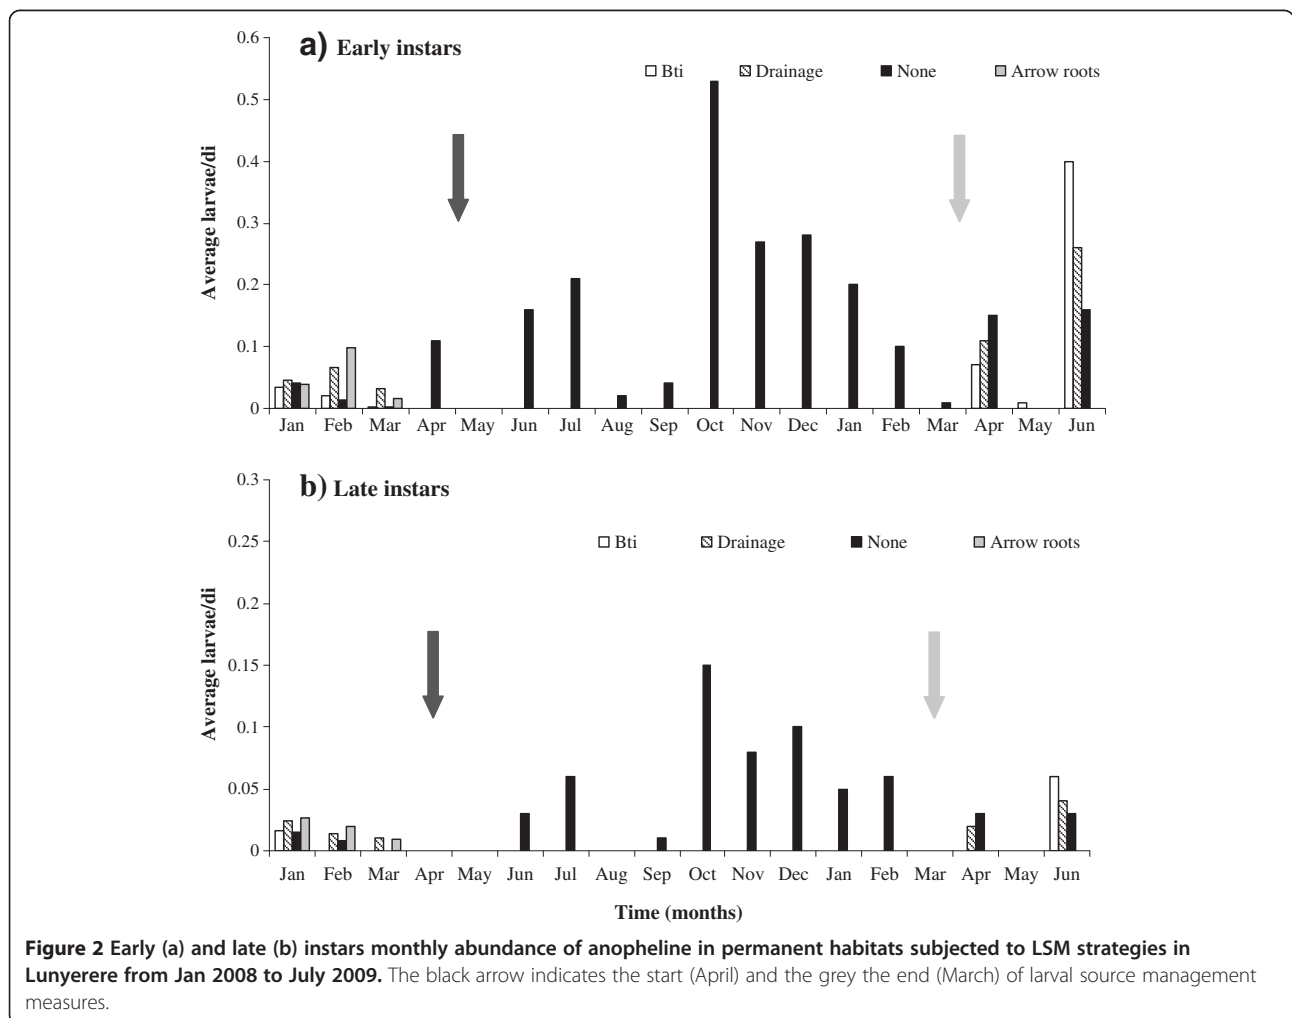 a) Early instars
Bti Drainage None Arrow roots
Average larvae/di
0.6
0.5
0.4
0.3
0.2
0.1
0
Jan Feb Mar Apr May Jun Jul Aug Sep Oct Nov Dec Jan Feb Mar Apr May Jun
b) Late instars
Bti Drainage None Arrow roots
Average larvae/di
0.3
0.25
0.2
0.15
0.1
0.05
0
Jan Feb Mar Apr May Jun Jul Aug Sep Oct Nov Dec Jan Feb Mar Apr May Jun
Time (months)
Figure 2 Early (a) and late (b) instars monthly abundance of anopheline in permanent habitats subjected to LSM strategies in
Lunyerere from Jan 2008 to July 2009. The black arrow indicates the start (April) and the grey the end (March) of larval source management
measures.